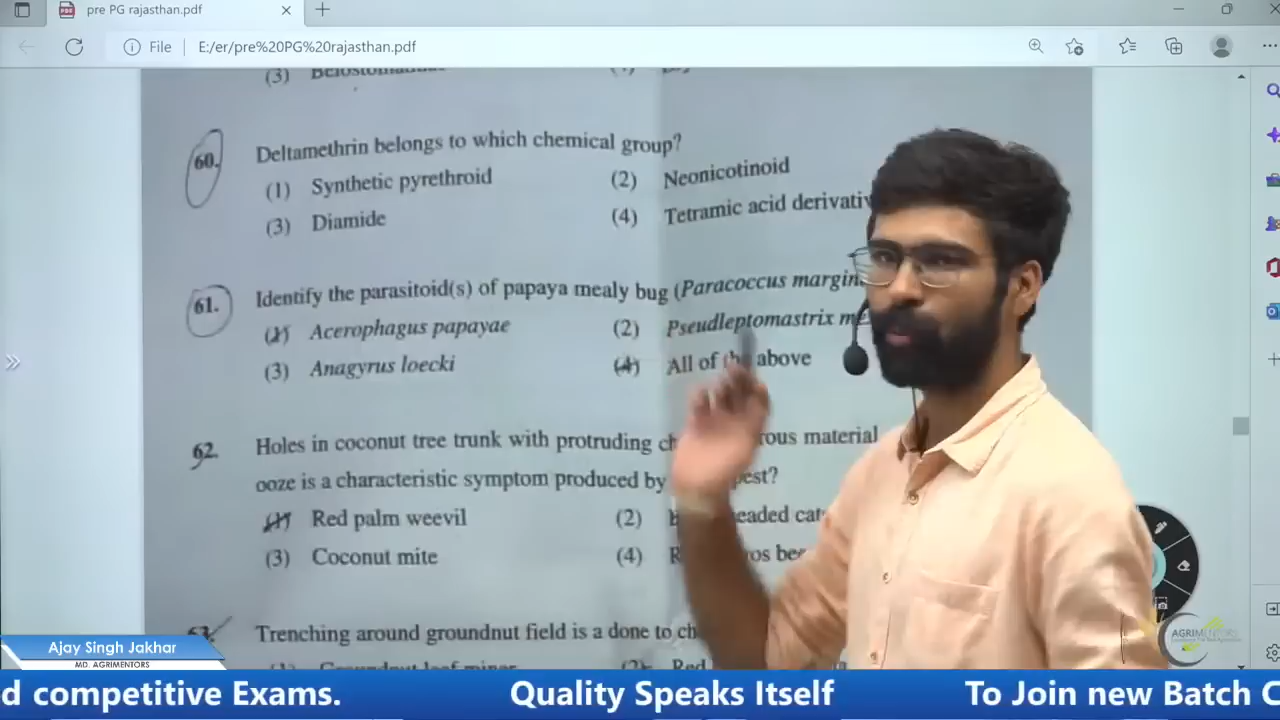 pre PG rajasthan.pdf
File E:/er/pre%20PG%20rajasthan.pdf
(3)
60. Deltamethrin belongs to which chemical group?
(1) Synthetic pyrethroid (2) Neonicotinoid
(3) Diamide (4) Tetramic acid
61. Identify the parasitoid(s) of papaya mealy bug (Paracoccus
(1) Acerophagus papayae (2) Pseudleptomastrix
(3) Anagyrus loecki (4) All of the above
62. Holes in coconut tree trunk with protruding material
ooze is a characteristic symptom produced by
(1) Red palm weevil (2)
(3) Coconut mite (4)
63. Trenching around groundnut field is a done to
Ajay Singh Jakhar
MD. AGRIMENTORS
AGRIMENTORS
d competitive Exams. Quality Speaks Itself To Join new Batch C